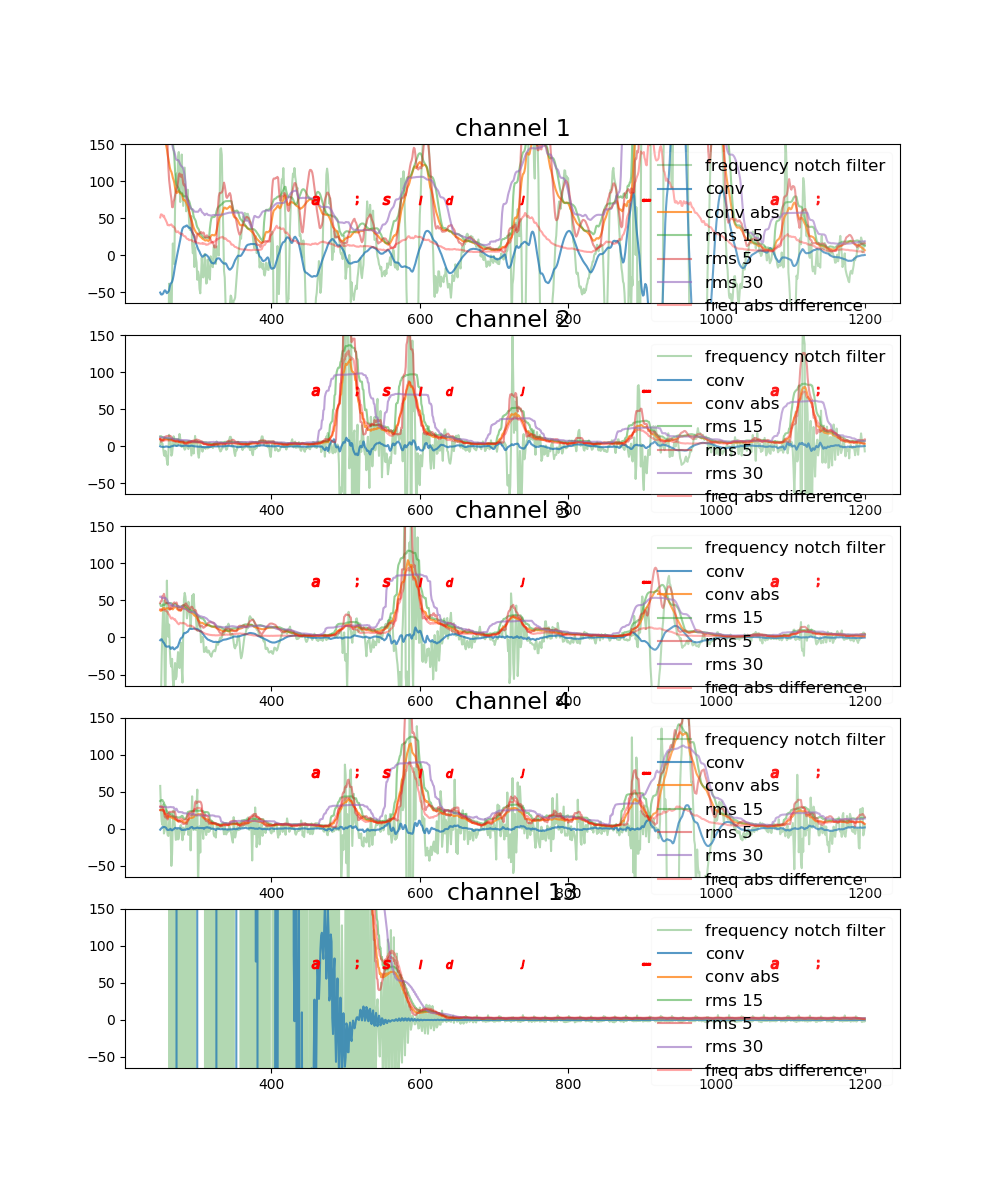 channel 1
150
100
50
0
−50
a ; s l d j –  a ;
frequency notch filter
conv
conv abs
rms 15
rms 5
rms 30
freq abs difference
400 600 800 1000 1200
channel 2
150
100
50
0
−50
a ; s l d j – a ;
frequency notch filter
conv
conv abs
rms 15
rms 5
rms 30
freq abs difference
400 600 800 1000 1200
channel 3
150
100
50
0
−50
a ; s l d j – a ;
frequency notch filter
conv
conv abs
rms 15
rms 5
rms 30
freq abs difference
400 600 800 1000 1200
channel 4
150
100
50
0
−50
a ; s l d j – a ;
frequency notch filter
conv
conv abs
rms 15
rms 5
rms 30
freq abs difference
400 600 800 1000 1200
channel 13
150
100
50
0
−50
a ; s l d j – a ;
frequency notch filter
conv
conv abs
rms 15
rms 5
rms 30
freq abs difference
400 600 800 1000 1200